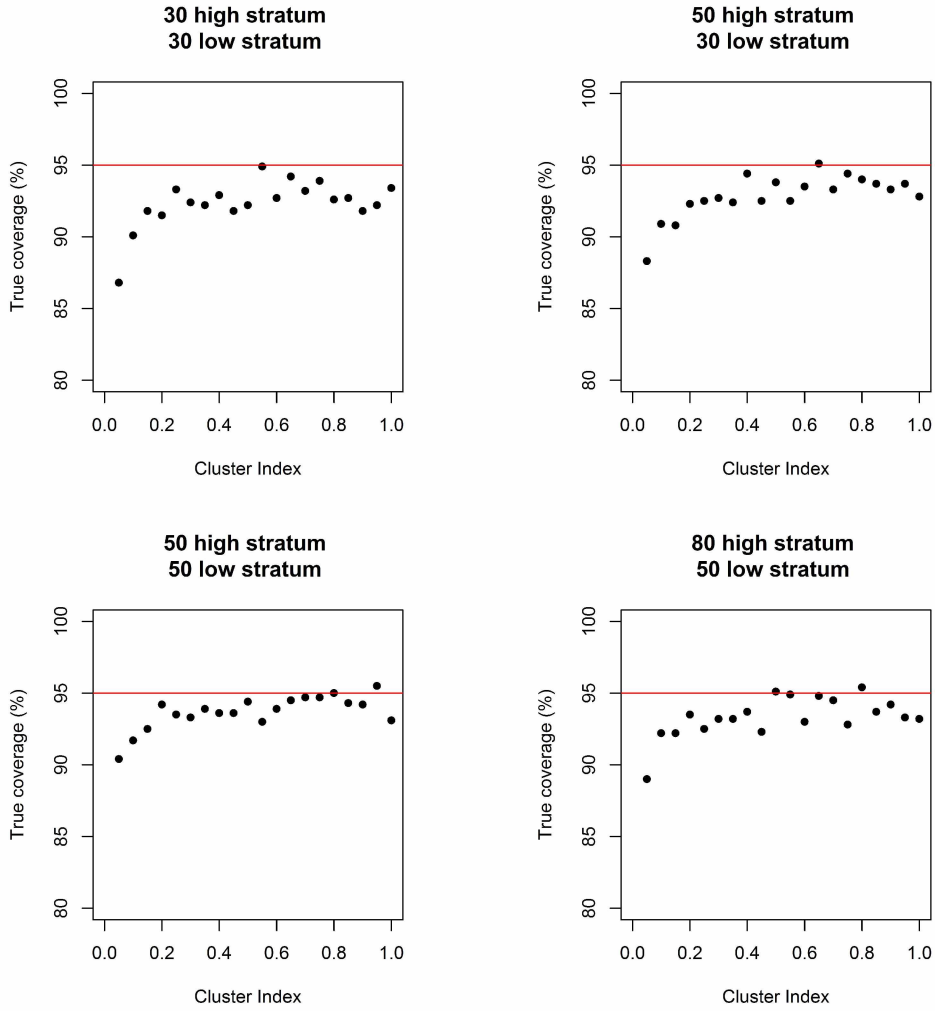 30 high stratum
30 low stratum
True coverage (%)
100
95
90
85
80
0.0 0.2 0.4 0.6 0.8 1.0
Cluster Index
50 high stratum
30 low stratum
True coverage (%)
100
95
90
85
80
0.0 0.2 0.4 0.6 0.8 1.0
Cluster Index
50 high stratum
50 low stratum
True coverage (%)
100
95
90
85
80
0.0 0.2 0.4 0.6 0.8 1.0
Cluster Index
80 high stratum
50 low stratum
True coverage (%)
100
95
90
85
80
0.0 0.2 0.4 0.6 0.8 1.0
Cluster Index